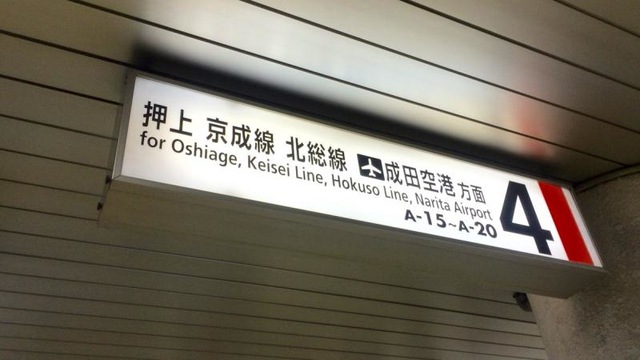 押上 京成線 北総線 成田空港方面
for Oshiage, Keisei Line, Hokuso Line, Narita Airport
A-15~A-20
4